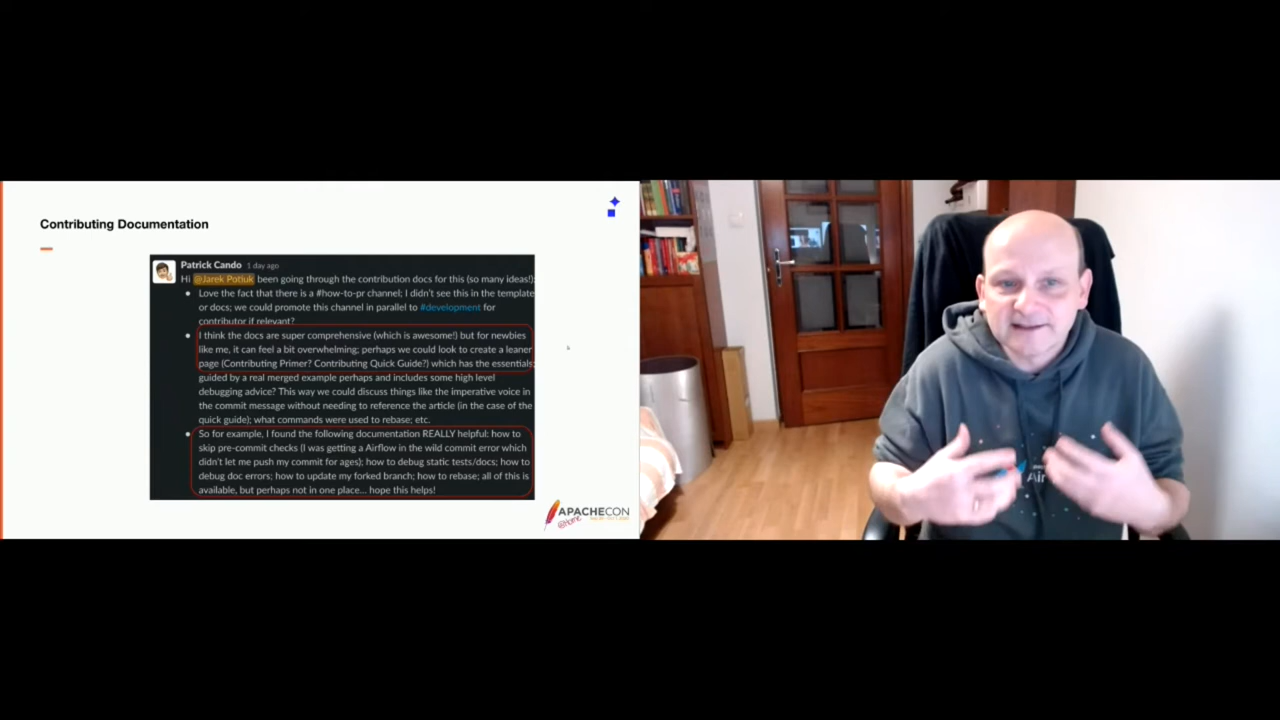 Contributing Documentation
Patrick Cando 1 day ago
Hi @Jarek Potiuk been going through the contribution docs for this (so many ideas!);
Love the fact that there is a #how-to-pr channel; I didn't see this in the template
or docs; we could promote this channel in parallel to #development for
contributor if relevant?
I think the docs are super comprehensive (which is awesome!) but for newbies
like me, it can feel a bit overwhelming; perhaps we could look to create a leaner
page (Contributing Primer? Contributing Quick Guide?) which has the essentials;
guided by a real merged example perhaps and includes some high level
debugging advice? This way we could discuss things like the imperative voice in
the commit message without needing to reference the article (in the case of the
quick guide); what commands were used to rebase; etc.
So for example, I found the following documentation REALLY helpful: how to
skip pre-commit checks (I was getting a Airflow in the wild commit error which
didn't let me push my commit for ages); how to debug static tests/docs; how to
debug doc errors; how to update my forked branch; how to rebase; all of this is
available, but perhaps not in one place... hope this helps!
APACHECON
@Home
Air